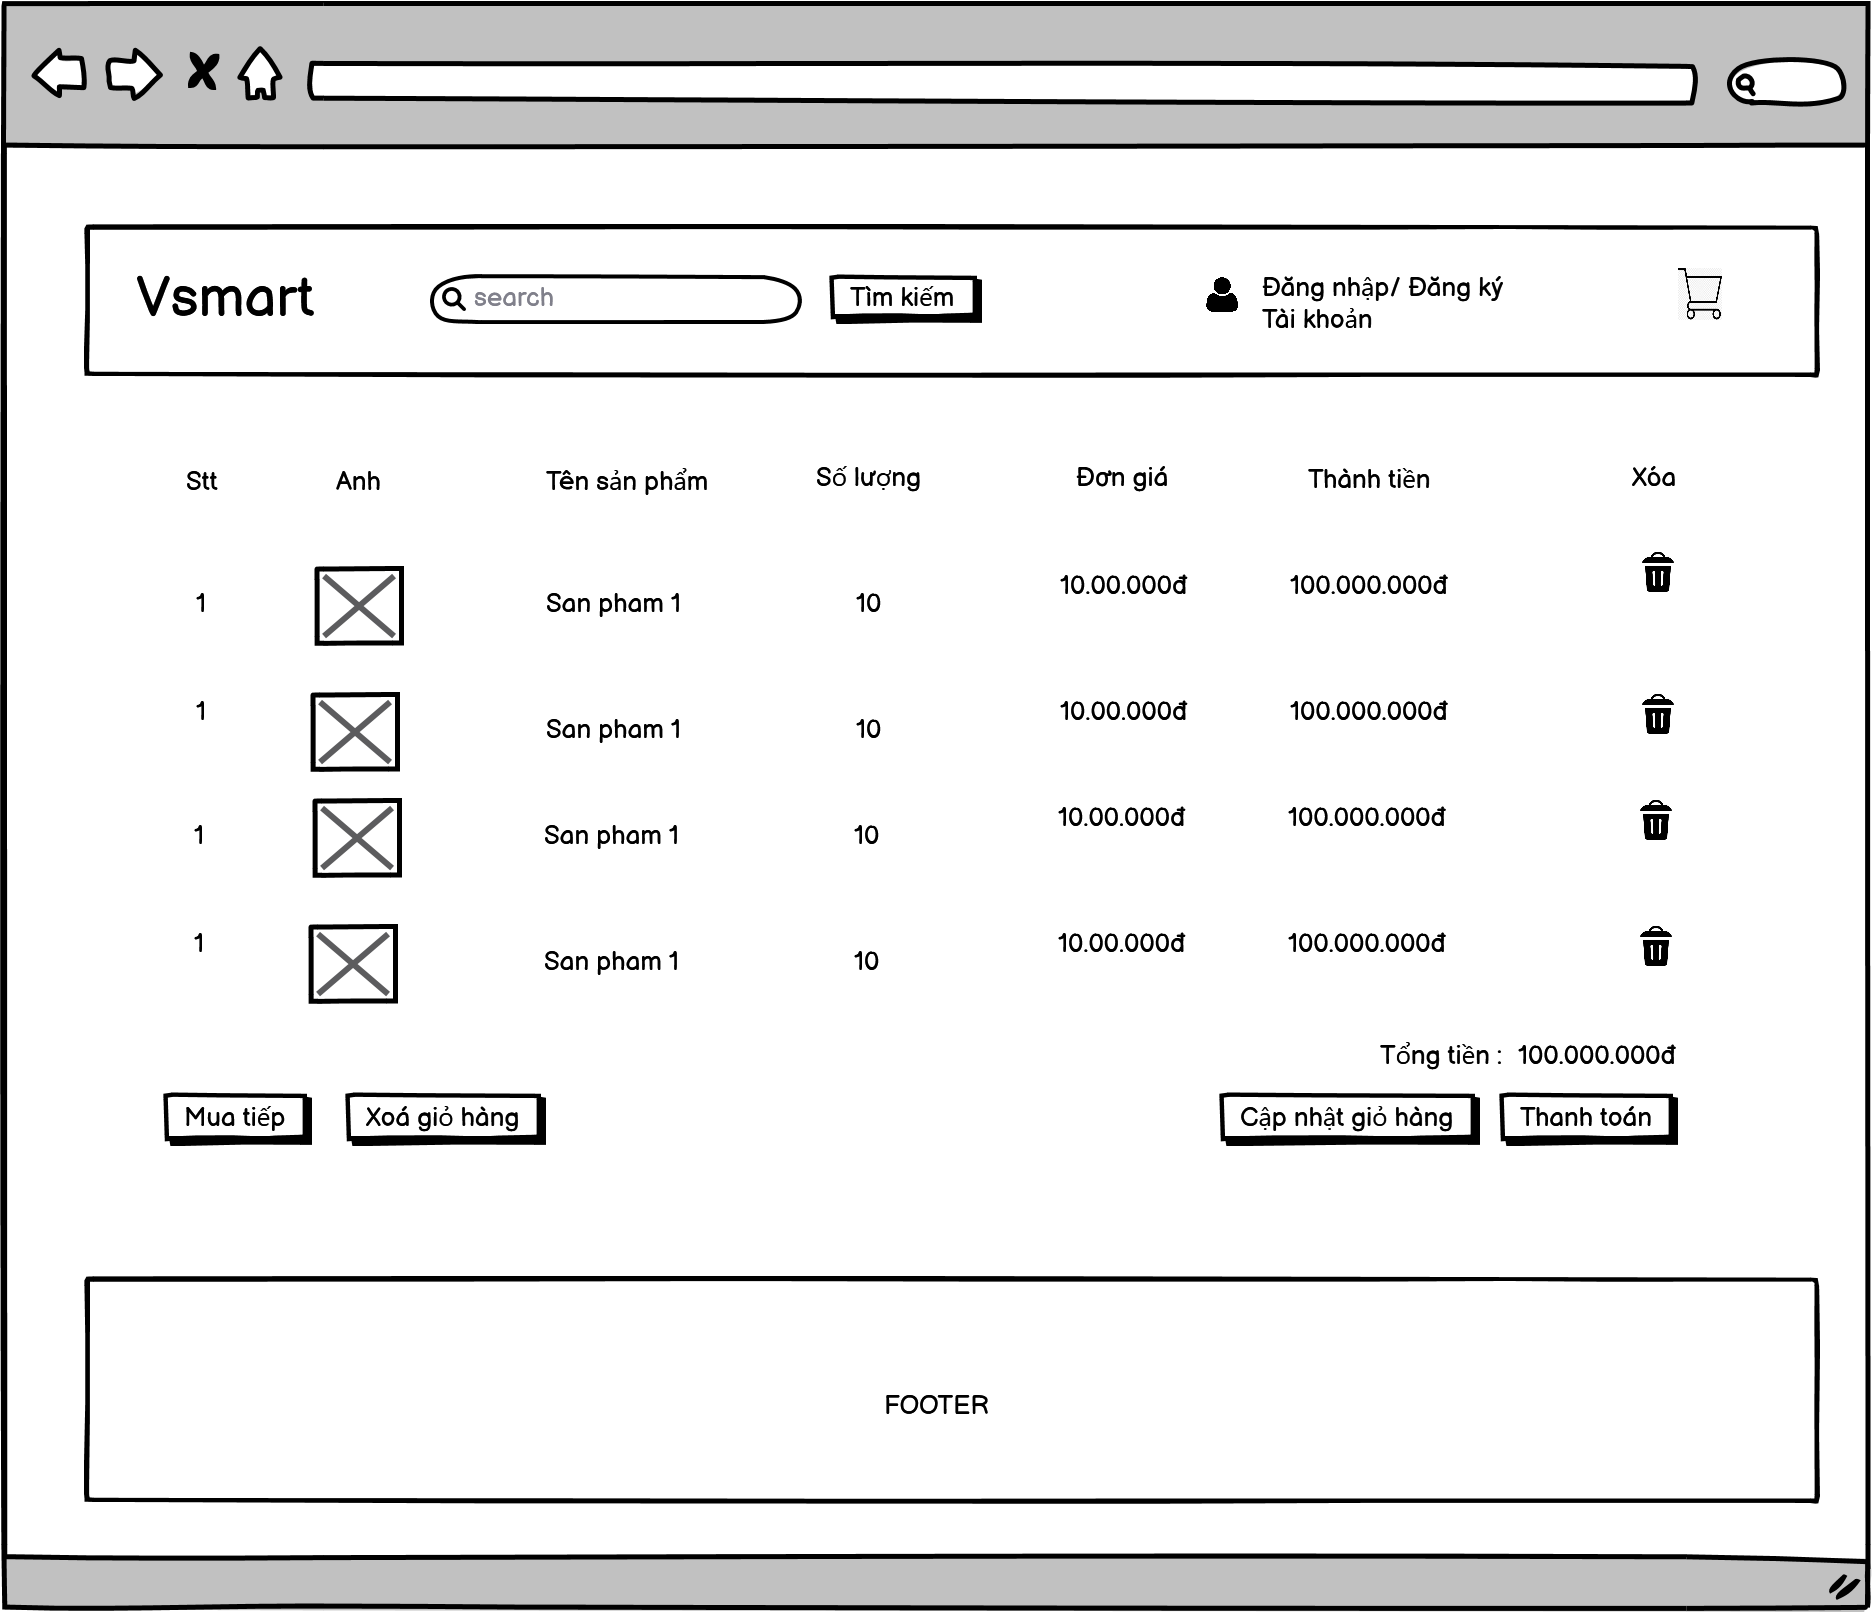 Vsmart
search
Tìm kiếm
Đăng nhập/ Đăng ký
Tài khoản
Stt Anh Tên sản phẩm Số lượng Đơn giá Thành tiền Xóa
1 San pham 1 10 10.00.000đ 100.000.000đ
1 San pham 1 10 10.00.000đ 100.000.000đ
1 San pham 1 10 10.00.000đ 100.000.000đ
1 San pham 1 10 10.00.000đ 100.000.000đ
Tổng tiền : 100.000.000đ
Mua tiếp Xoá giỏ hàng Cập nhật giỏ hàng Thanh toán
FOOTER